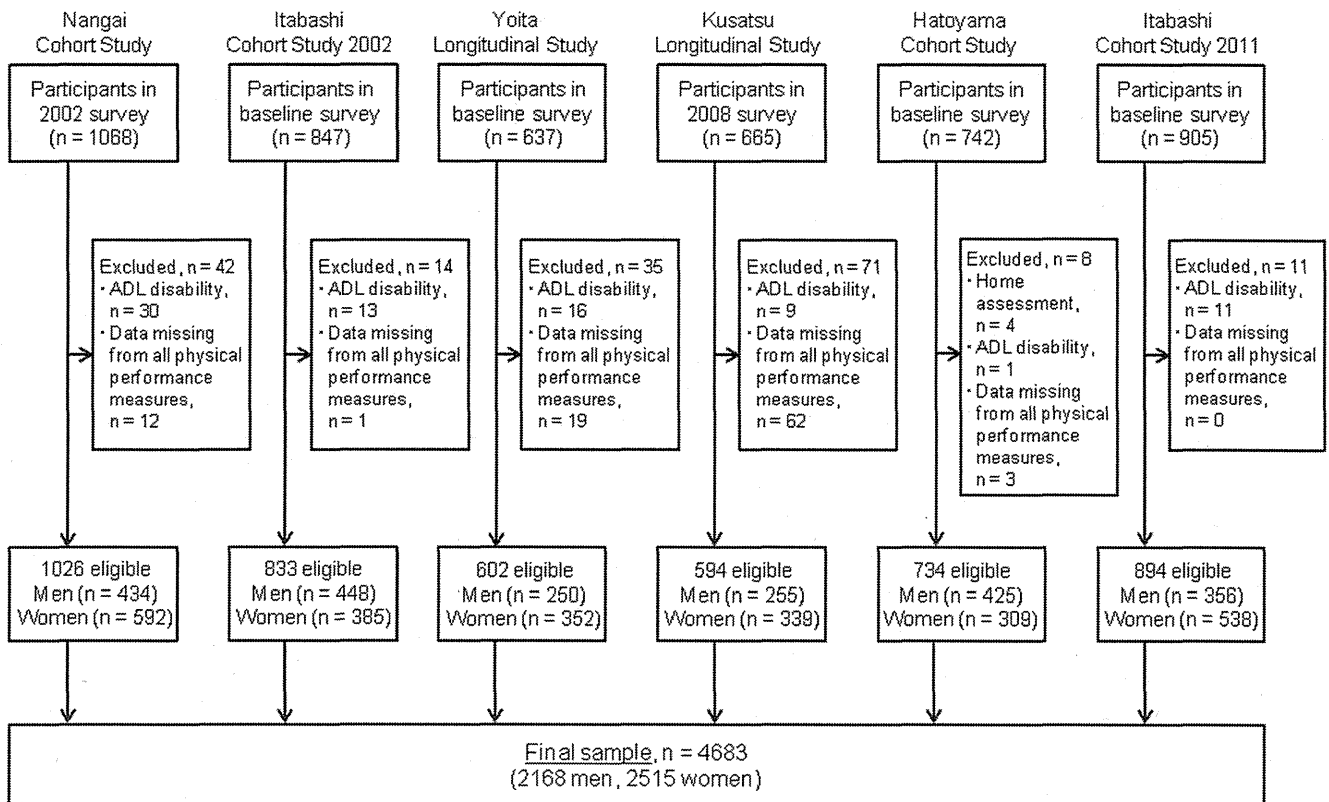 Nangai
Cohort Study
Itabashi
Cohort Study 2002
Yoita
Longitudinal Study
Kusatsu
Longitudinal Study
Hatoyama
Cohort Study
Itabashi
Cohort Study 2011
Participants in
2002 survey
(n = 1068)
Participants in
baseline survey
(n = 847)
Participants in
baseline survey
(n = 637)
Participants in
2008 survey
(n = 665)
Participants in
baseline survey
(n = 742)
Participants in
baseline survey
(n = 905)
Excluded, n = 42
・ADL disability,
n = 30
・Data missing
from all physical
performance
measures,
n = 12
Excluded, n = 14
・ADL disability,
n = 13
・Data missing
from all physical
performance
measures,
n = 1
Excluded, n = 35
・ADL disability,
n = 16
・Data missing
from all physical
performance
measures,
n = 19
Excluded, n = 71
・ADL disability,
n = 9
・Data missing
from all physical
performance
measures,
n = 62
Excluded, n = 8
・Home
assessment,
n = 4
・ADL disability,
n = 1
・Data missing
from all physical
performance
measures,
n = 3
Excluded, n = 11
・ADL disability,
n = 11
・Data missing
from all physical
performance
measures,
n = 0
1026 eligible
Men (n = 434)
Women (n = 592)
833 eligible
Men (n = 448)
Women (n = 385)
602 eligible
Men (n = 250)
Women (n = 352)
594 eligible
Men (n = 255)
Women (n = 339)
734 eligible
Men (n = 425)
Women (n = 309)
894 eligible
Men (n = 356)
Women (n = 538)
Final sample, n = 4683
(2168 men, 2515 women)